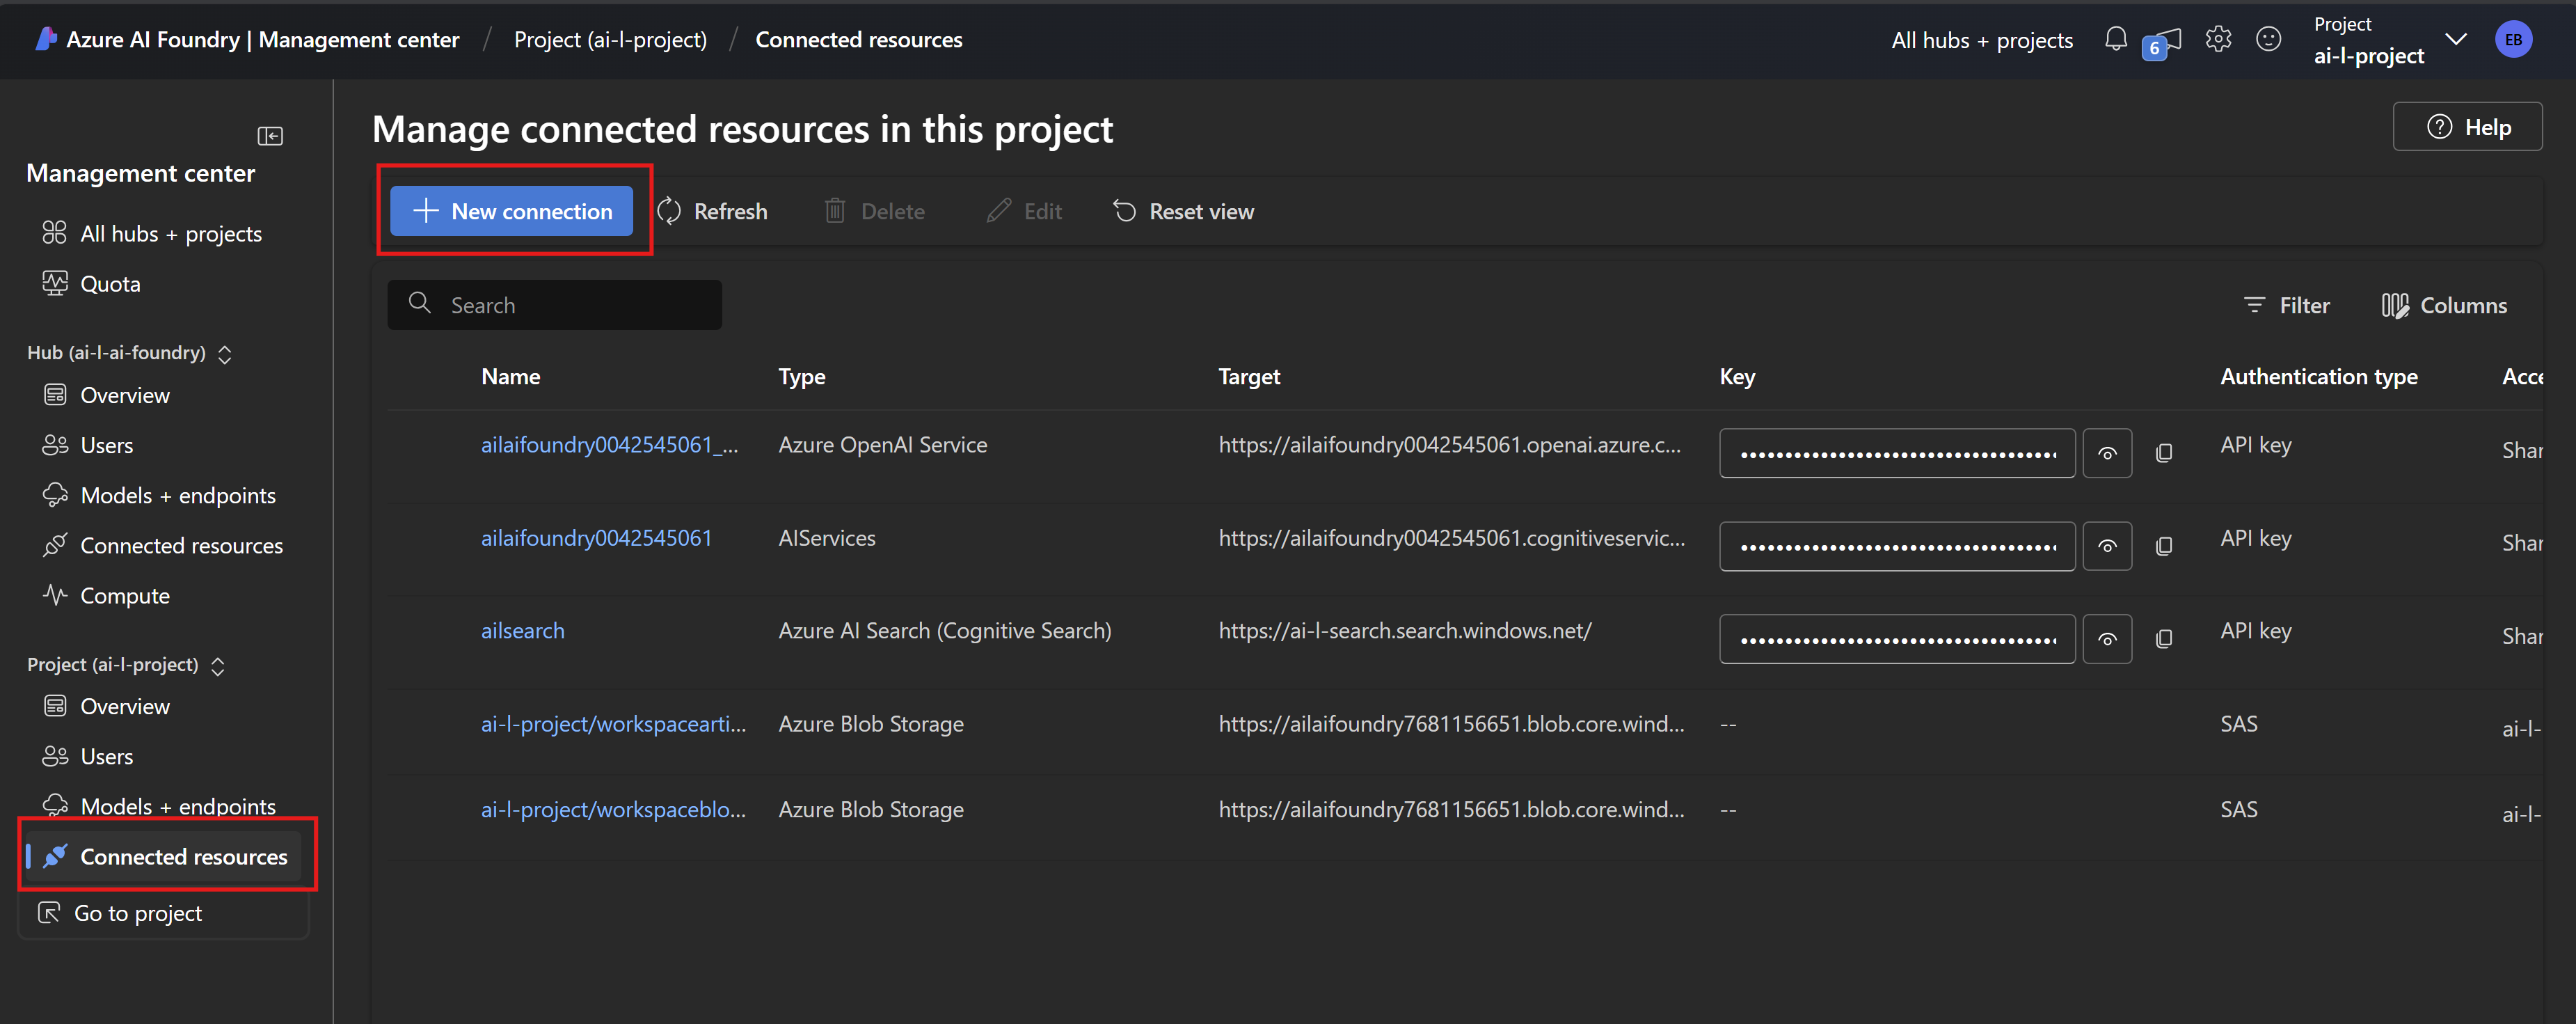 Azure AI Foundry | Management center / Project (ai-l-project) / Connected resources
All hubs + projects
6
Project
ai-l-project
EB
Management center
All hubs + projects
Quota
Hub (ai-l-ai-foundry)
Overview
Users
Models + endpoints
Connected resources
Compute
Project (ai-l-project)
Overview
Users
Models + endpoints
Connected resources
Go to project
Manage connected resources in this project
Help
New connection Refresh Delete Edit Reset view
Search
Filter Columns
Name Type Target Key Authentication type Acce
ailaifoundry0042545061_... Azure OpenAI Service https://ailaifoundry0042545061.openai.azure.c... API key Shar
ailaifoundry0042545061 AIServices https://ailaifoundry0042545061.cognitiveservic... API key Shar
ailsearch Azure AI Search (Cognitive Search) https://ai-l-search.search.windows.net/ API key Shar
ai-l-project/workspacearti... Azure Blob Storage https://ailaifoundry7681156651.blob.core.wind... -- SAS ai-l-
ai-l-project/workspaceblo... Azure Blob Storage https://ailaifoundry7681156651.blob.core.wind... -- SAS ai-l-